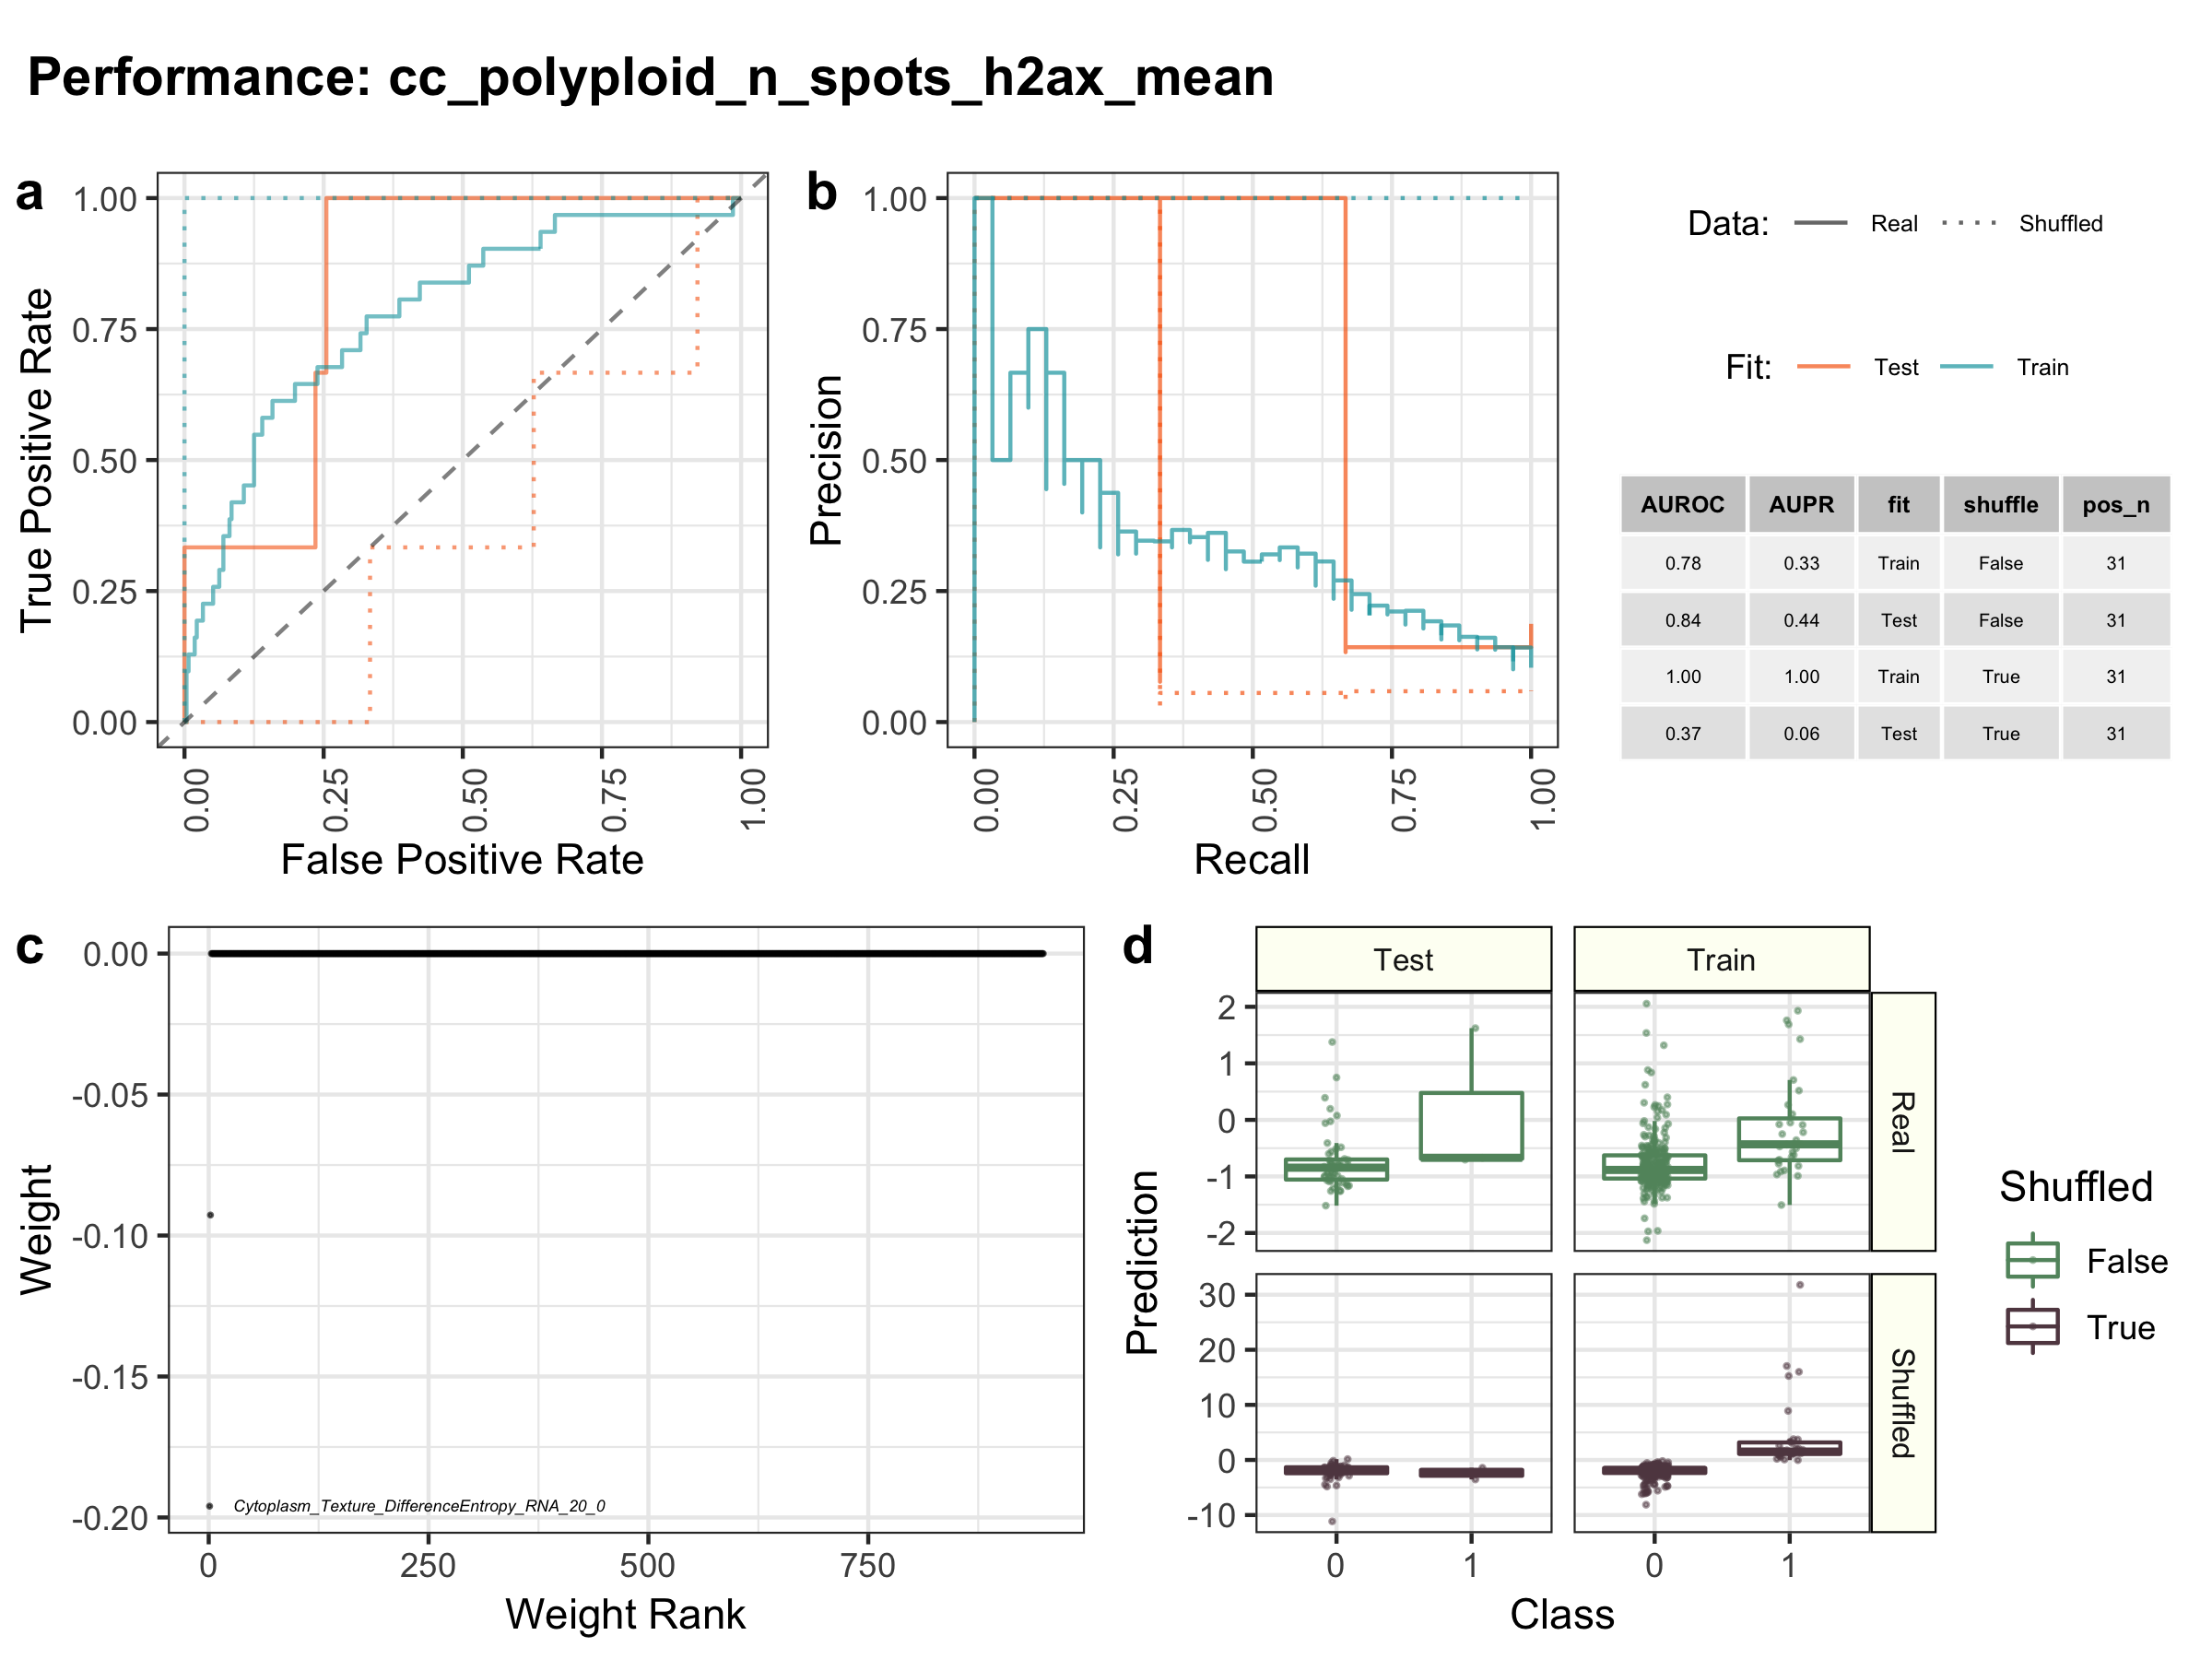 Performance: cc_polyploid_n_spots_h2ax_mean
a
True Positive Rate
1.00
0.75
0.50
0.25
0.00
0.00 0.25 0.50 0.75 1.00
False Positive Rate
b
Precision
1.00
0.75
0.50
0.25
0.00
0.00 0.25 0.50 0.75 1.00
Recall
Data: Real Shuffled
Fit: Test Train
AUROC AUPR fit shuffle pos_n
0.78 0.33 Train False 31
0.84 0.44 Test False 31
1.00 1.00 Train True 31
0.37 0.06 Test True 31
c
Weight
0.00
-0.05
-0.10
-0.15
-0.20
Cytoplasm_Texture_DifferenceEntropy_RNA_20_0
0 250 500 750
Weight Rank
d
Test Train
Prediction
2
1
0
-1
-2
Real
30
20
10
0
-10
Shuffled
0 1 0 1
Class
Shuffled
False
True